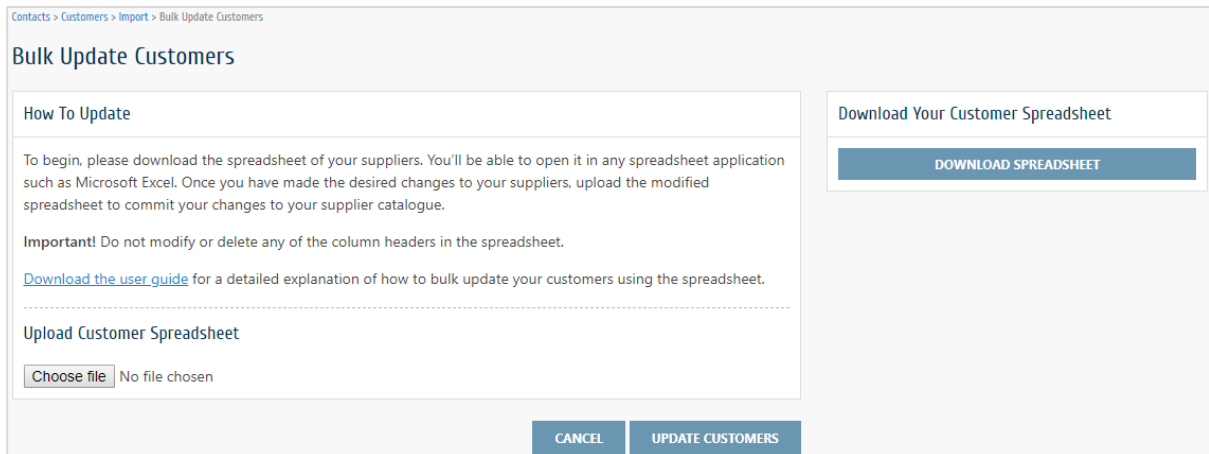 Contacts > Customers > Import > Bulk Update Customers
Bulk Update Customers
How To Update
To begin, please download the spreadsheet of your suppliers. You'll be able to open it in any spreadsheet application
such as Microsoft Excel. Once you have made the desired changes to your suppliers, upload the modified
spreadsheet to commit your changes to your supplier catalogue.
Important! Do not modify or delete any of the column headers in the spreadsheet.
Download the user guide for a detailed explanation of how to bulk update your customers using the spreadsheet.
Upload Customer Spreadsheet
Choose file No file chosen
CANCEL UPDATE CUSTOMERS
Download Your Customer Spreadsheet
DOWNLOAD SPREADSHEET